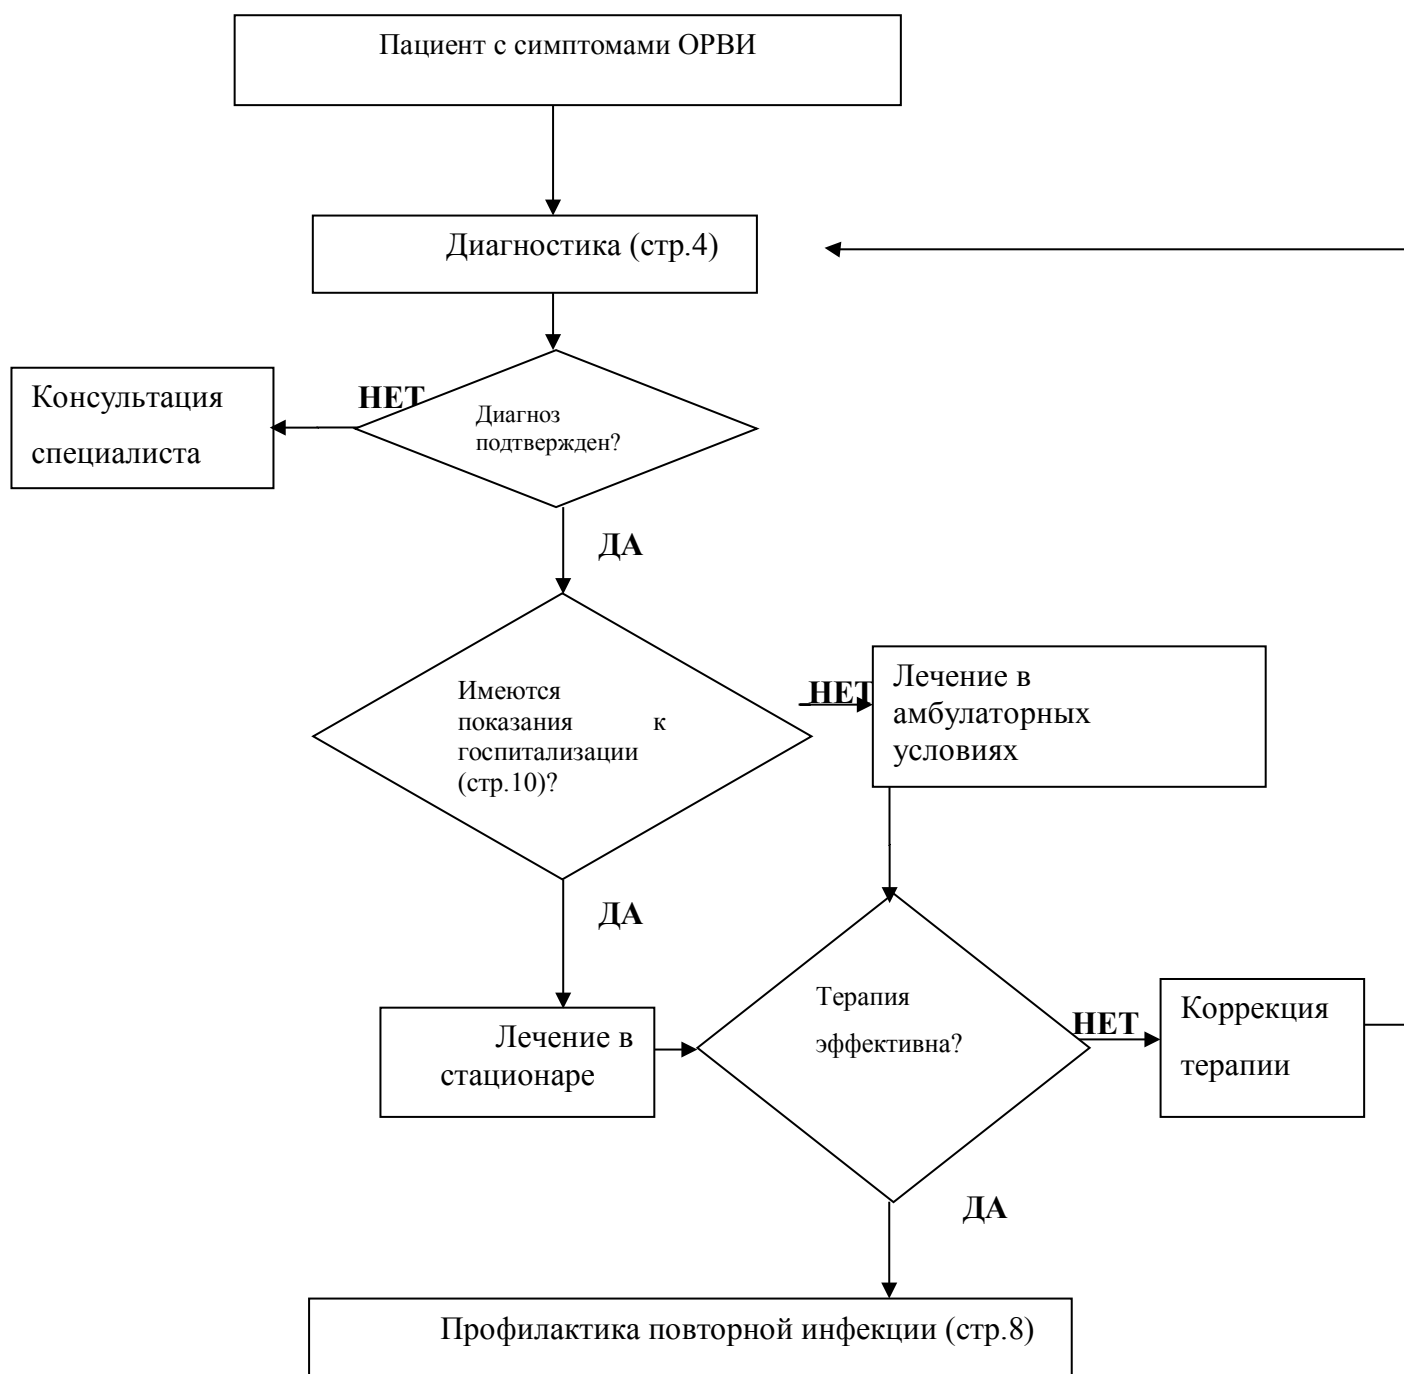 Пациент с симптомами ОРВИ
Диагностика (стр.4)
Консультация
специалиста
НЕТ
Диагноз
подтвержден?
ДА
Имеются
показания к
госпитализации
(стр.10)?
НЕТ
Лечение в
амбулаторных
условиях
ДА
Лечение в
стационаре
Терапия
эффективна?
НЕТ
Коррекция
терапии
ДА
Профилактика повторной инфекции (стр.8)